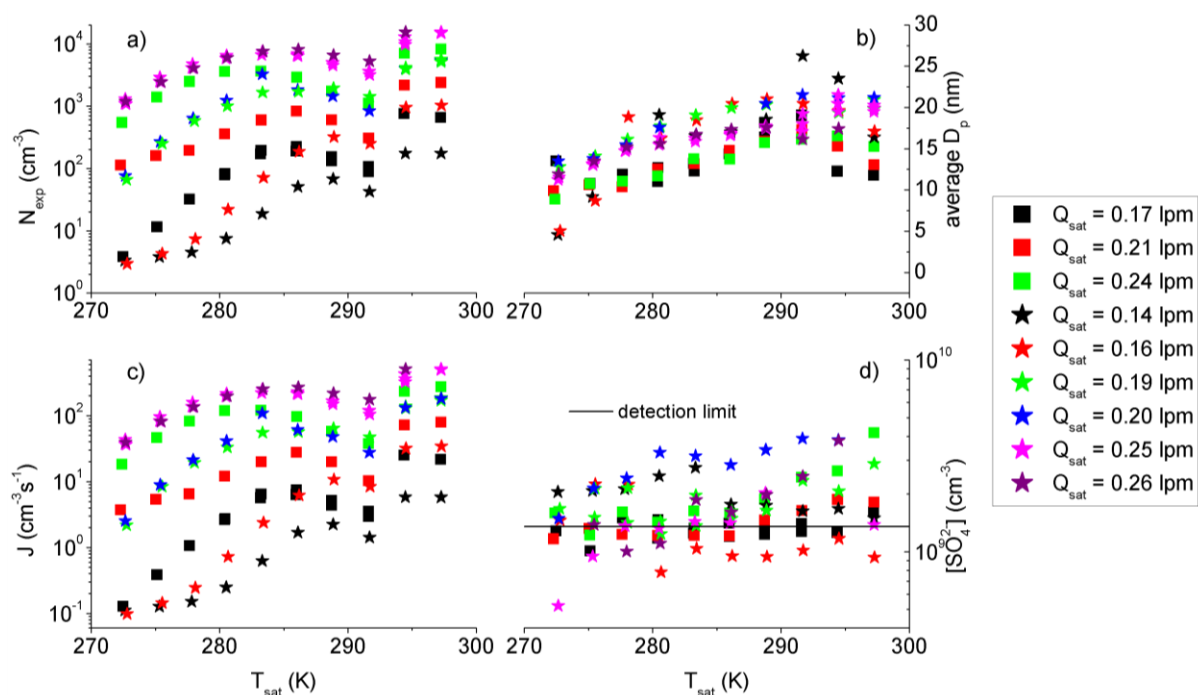 a)
N_exp (cm^-3)
10^4
10^3
10^2
10^1
10^0
270 280 290 300
b)
average D_p (nm)
30
25
20
15
10
5
0
270 280 290 300
c)
J (cm^-3 s^-1)
10^2
10^1
10^0
10^-1
270 280 290 300
T_sat (K)
d)
detection limit
[SO_4^2-] (cm^-3)
10^10
10^9
270 280 290 300
T_sat (K)
Q_sat = 0.17 lpm
Q_sat = 0.21 lpm
Q_sat = 0.24 lpm
Q_sat = 0.14 lpm
Q_sat = 0.16 lpm
Q_sat = 0.19 lpm
Q_sat = 0.20 lpm
Q_sat = 0.25 lpm
Q_sat = 0.26 lpm